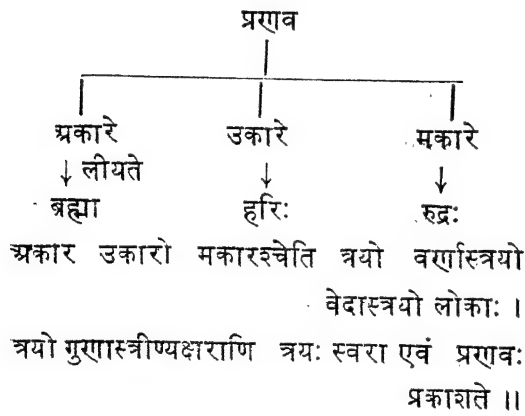 प्रणव
अकारे उकारे मकारे
↓ लीयते ↓ ↓
ब्रह्मा हरिः रुद्रः
अकार उकारो मकारश्चेति त्रयो वर्णास्त्रयो
वेदास्त्रयो लोकाः ।
त्रयो गुणास्त्रीण्यक्षराणि त्रयः स्वरा एवं प्रणवः
प्रकाशते ॥